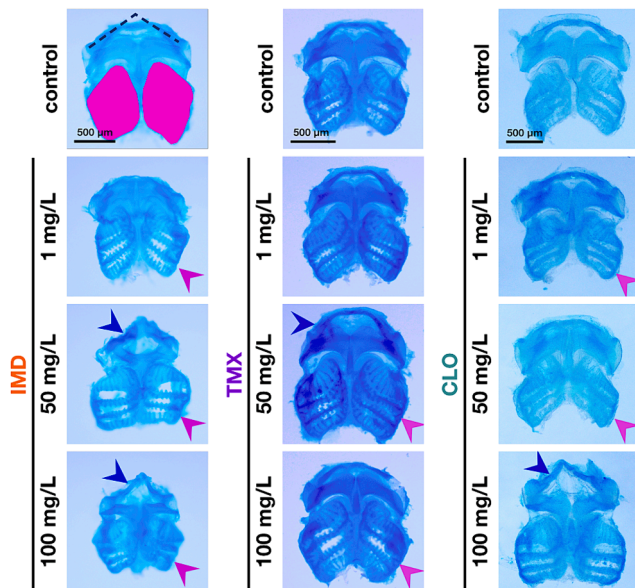 control
500 µm
control
500 µm
control
500 µm
IMD
1 mg/L
50 mg/L
100 mg/L
TMX
1 mg/L
50 mg/L
100 mg/L
CLO
1 mg/L
50 mg/L
100 mg/L